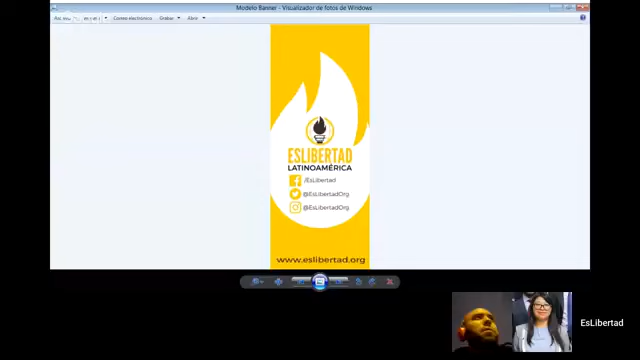 Modelo Banner - Visualizador de fotos de Windows
Correo electrónico
Grabar
Abrir
ESLIBERTAD
LATINOAMÉRICA
/EsLibertad
@EsLibertadOrg
@EsLibertadOrg
www.eslibertad.org
EsLibertad